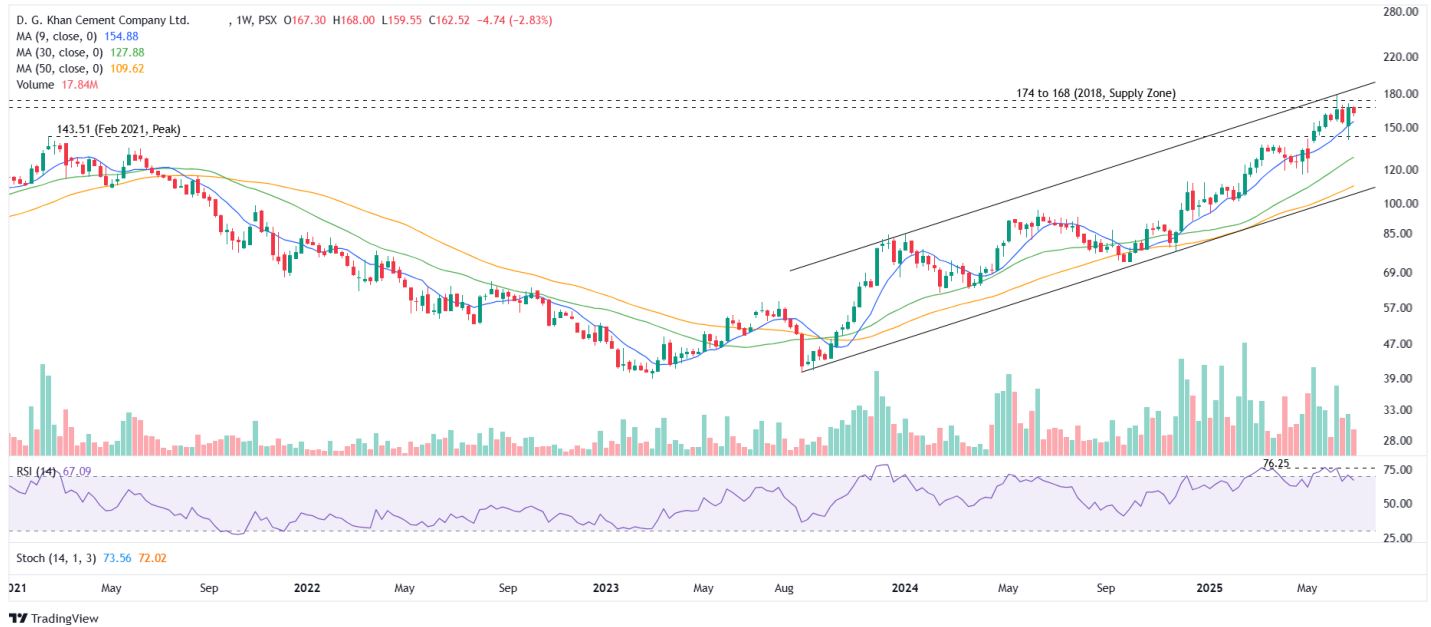 D. G. Khan Cement Company Ltd. , 1W, PSX O167.30 H168.00 L159.55 C162.52 −4.74 (−2.83%)
MA (9, close, 0) 154.88
MA (30, close, 0) 127.88
MA (50, close, 0) 109.62
Volume 17.84M
174 to 168 (2018, Supply Zone)
143.51 (Feb 2021, Peak)
280.00
220.00
180.00
150.00
120.00
100.00
85.00
69.00
57.00
47.00
39.00
33.00
28.00
RSI (14) 67.09
76.25
75.00
50.00
25.00
Stoch (14, 1, 3) 73.56 72.02
2021 May Sep 2022 May Sep 2023 May Aug 2024 May Sep 2025 May
TradingView